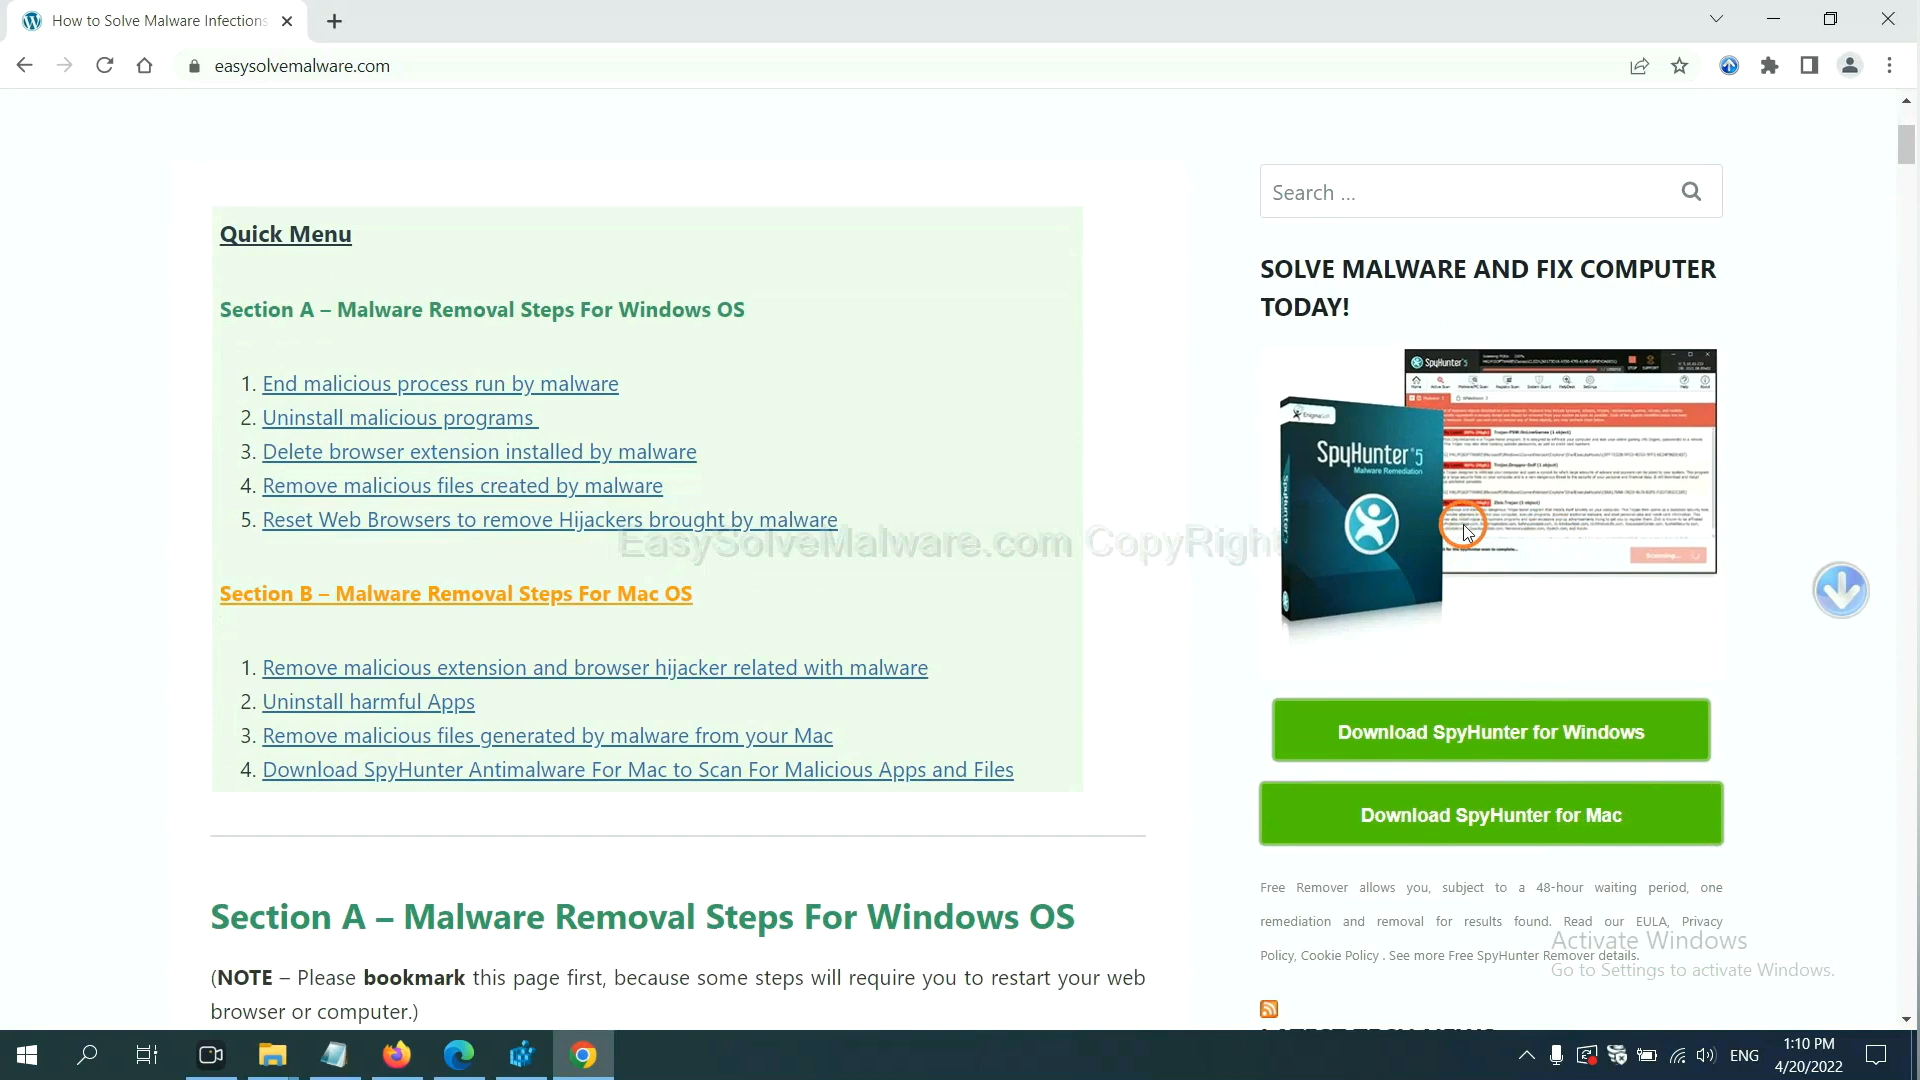 How to Solve Malware Infections
easysolvemalware.com
Quick Menu
Section A – Malware Removal Steps For Windows OS
1. End malicious process run by malware
2. Uninstall malicious programs
3. Delete browser extension installed by malware
4. Remove malicious files created by malware
5. Reset Web Browsers to remove Hijackers brought by malware
EasySolveMalware.com CopyRight
Section B – Malware Removal Steps For Mac OS
1. Remove malicious extension and browser hijacker related with malware
2. Uninstall harmful Apps
3. Remove malicious files generated by malware from your Mac
4. Download SpyHunter Antimalware For Mac to Scan For Malicious Apps and Files
Section A – Malware Removal Steps For Windows OS
(NOTE – Please bookmark this page first, because some steps will require you to restart your web
browser or computer.)
Search ...
SOLVE MALWARE AND FIX COMPUTER
TODAY!
SpyHunter 5
EnigmaSoft
SpyHunter 5
Malware Remediation
Scanning...
Download SpyHunter for Windows
Download SpyHunter for Mac
Free Remover allows you, subject to a 48-hour waiting period, one
remediation and removal for results found. Read our EULA, Privacy
Policy, Cookie Policy . See more Free SpyHunter Remover details.
Activate Windows
Go to Settings to activate Windows.
LATEST TECH NEWS
ENG
1:10 PM
4/20/2022